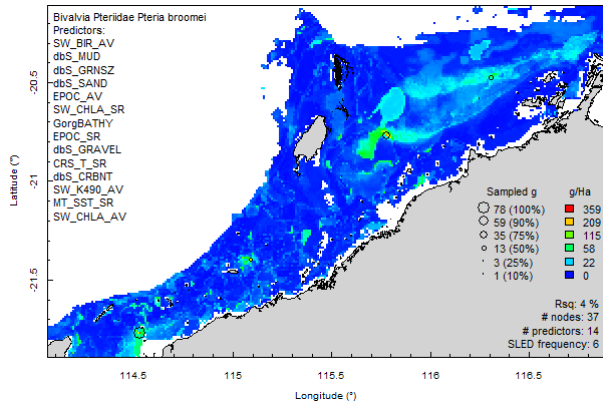 Bivalvia Pteriidae Pteria broomei
Predictors:
SW_BIR_AV
dbS_MUD
dbS_GRNSZ
dbS_SAND
EPOC_AV
SW_CHLA_SR
GorgBATHY
EPOC_SR
dbS_GRAVEL
CRS_T_SR
dbS_CRBNT
SW_K490_AV
MT_SST_SR
SW_CHLA_AV
Latitude (°)
-20.5
-21
-21.5
Sampled g
78 (100%)
59 (90%)
35 (75%)
13 (50%)
3 (25%)
1 (10%)
g/Ha
359
209
115
58
22
0
Rsq: 4 %
# nodes: 37
# predictors: 14
SLED frequency: 6
114.5 115 115.5 116 116.5
Longitude (°)